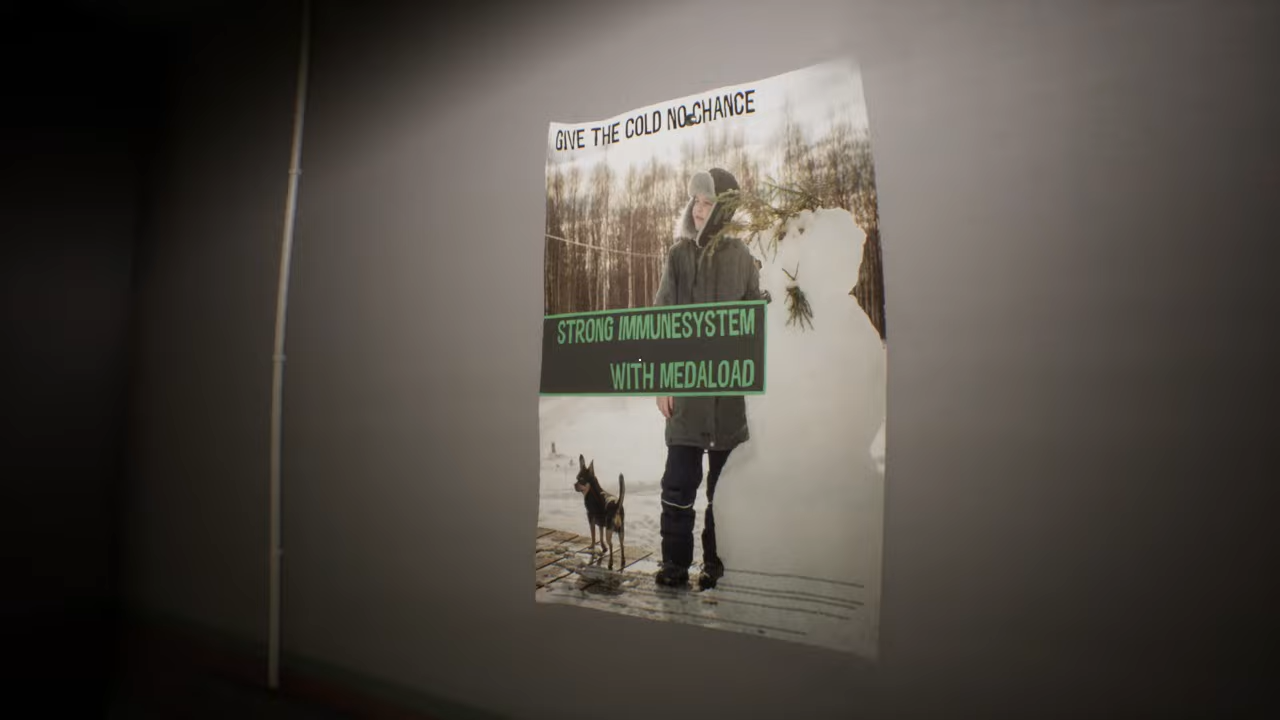 GIVE THE COLD NO CHANCE
STRONG IMMUNESYSTEM
WITH MEDALOAD